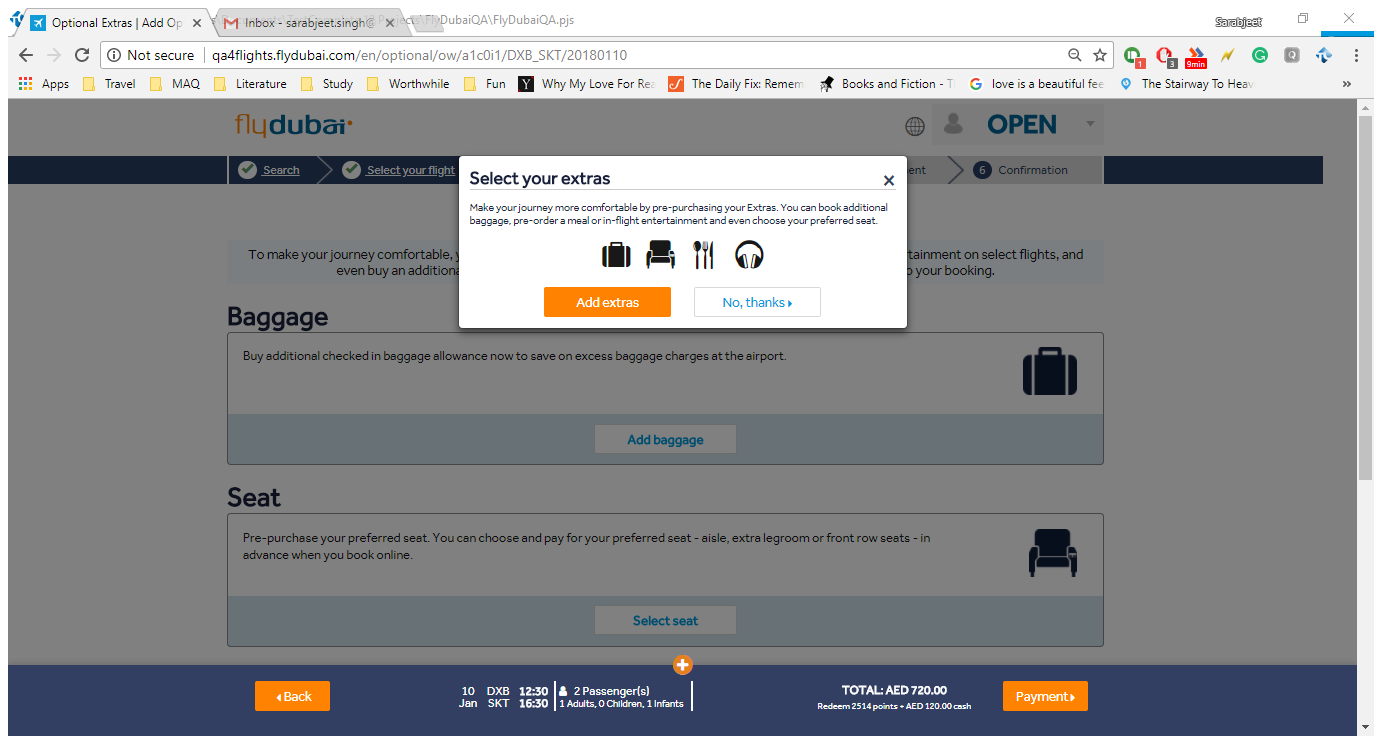 Documents\TestComplete 12 Projects\FlyDubaiQA\FlyDubaiQA.pjs
Optional Extras | Add Op
Inbox - sarabjeet.singh@
Sarabjeet
Not secure
qa4flights.flydubai.com/en/optional/ow/a1c0i1/DXB_SKT/20180110
1
3
9min
Apps
Travel
MAQ
Literature
Study
Worthwhile
Fun
Why My Love For Rea
The Daily Fix: Remem
Books and Fiction - T
love is a beautiful fee
The Stairway To Heav
flydubai
OPEN
Search
Select your flight
ent
6 Confirmation
Select your extras
Make your journey more comfortable by pre-purchasing your Extras. You can book additional
baggage, pre-order a meal or in-flight entertainment and even choose your preferred seat.
Add extras
No, thanks
To make your journey comfortable, y
tainment on select flights, and
even buy an additiona
o your booking.
Baggage
Buy additional checked in baggage allowance now to save on excess baggage charges at the airport.
Add baggage
Seat
Pre-purchase your preferred seat. You can choose and pay for your preferred seat - aisle, extra legroom or front row seats - in
advance when you book online.
Select seat
Back
10 DXB 12:30
Jan SKT 16:30
2 Passenger(s)
1 Adults, 0 Children, 1 Infants
TOTAL: AED 720.00
Redeem 2514 points + AED 120.00 cash
Payment